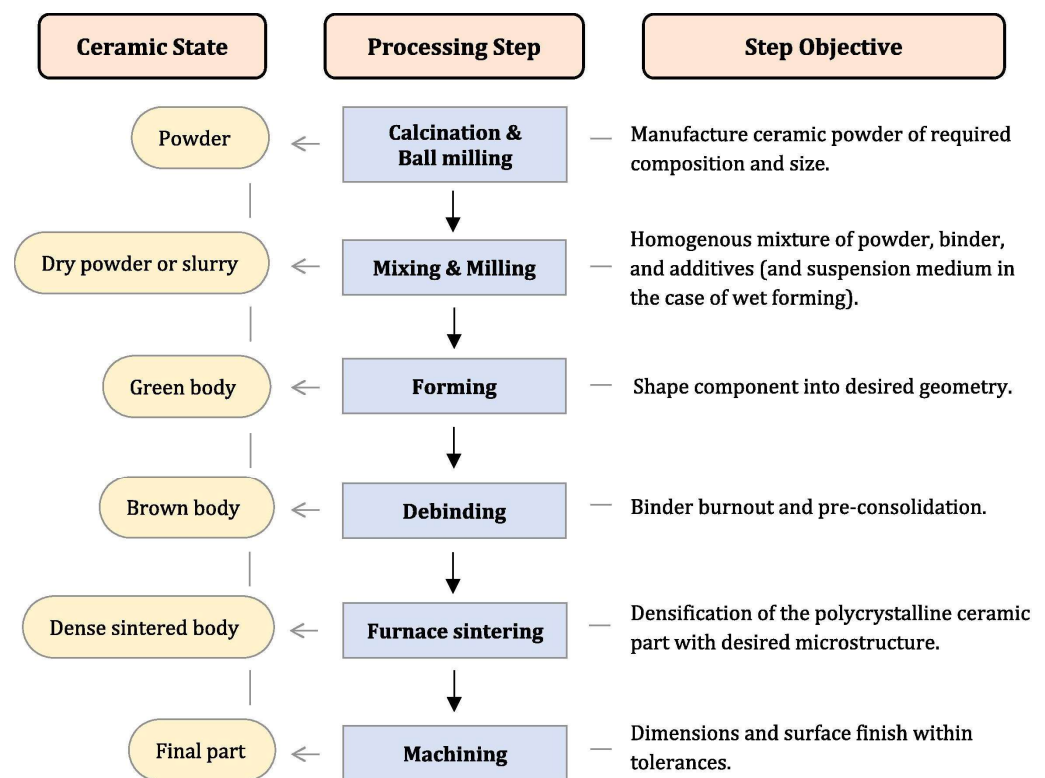 Ceramic State
Processing Step
Step Objective
Powder
Calcination &
Ball milling
Manufacture ceramic powder of required
composition and size.
Dry powder or slurry
Mixing & Milling
Homogenous mixture of powder, binder,
and additives (and suspension medium in
the case of wet forming).
Green body
Forming
Shape component into desired geometry.
Brown body
Debinding
Binder burnout and pre-consolidation.
Dense sintered body
Furnace sintering
Densification of the polycrystalline ceramic
part with desired microstructure.
Final part
Machining
Dimensions and surface finish within
tolerances.